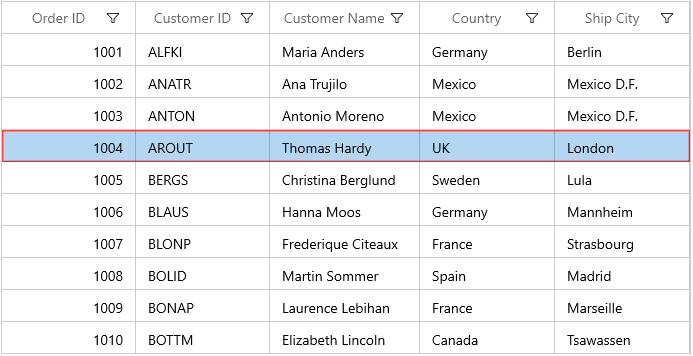 Order ID Customer ID Customer Name Country Ship City
1001 ALFKI Maria Anders Germany Berlin
1002 ANATR Ana Trujilo Mexico Mexico D.F.
1003 ANTON Antonio Moreno Mexico Mexico D.F.
1004 AROUT Thomas Hardy UK London
1005 BERGS Christina Berglund Sweden Lula
1006 BLAUS Hanna Moos Germany Mannheim
1007 BLONP Frederique Citeaux France Strasbourg
1008 BOLID Martin Sommer Spain Madrid
1009 BONAP Laurence Lebihan France Marseille
1010 BOTTM Elizabeth Lincoln Canada Tsawassen